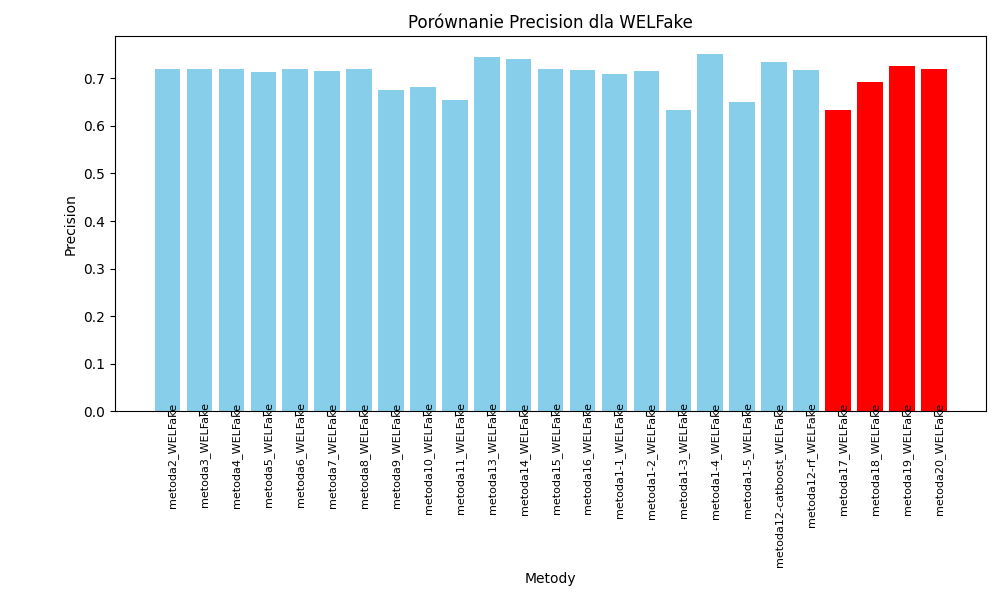 Porównanie Precision dla WELFake
Precision
0.7
0.6
0.5
0.4
0.3
0.2
0.1
0.0
metoda2_WELFake
metoda3_WELFake
metoda4_WELFake
metoda5_WELFake
metoda6_WELFake
metoda7_WELFake
metoda8_WELFake
metoda9_WELFake
metoda10_WELFake
metoda11_WELFake
metoda13_WELFake
metoda14_WELFake
metoda15_WELFake
metoda16_WELFake
metoda1-1_WELFake
metoda1-2_WELFake
metoda1-3_WELFake
metoda1-4_WELFake
metoda1-5_WELFake
metoda12-catboost_WELFake
metoda12-rf_WELFake
metoda17_WELFake
metoda18_WELFake
metoda19_WELFake
metoda20_WELFake
Metody